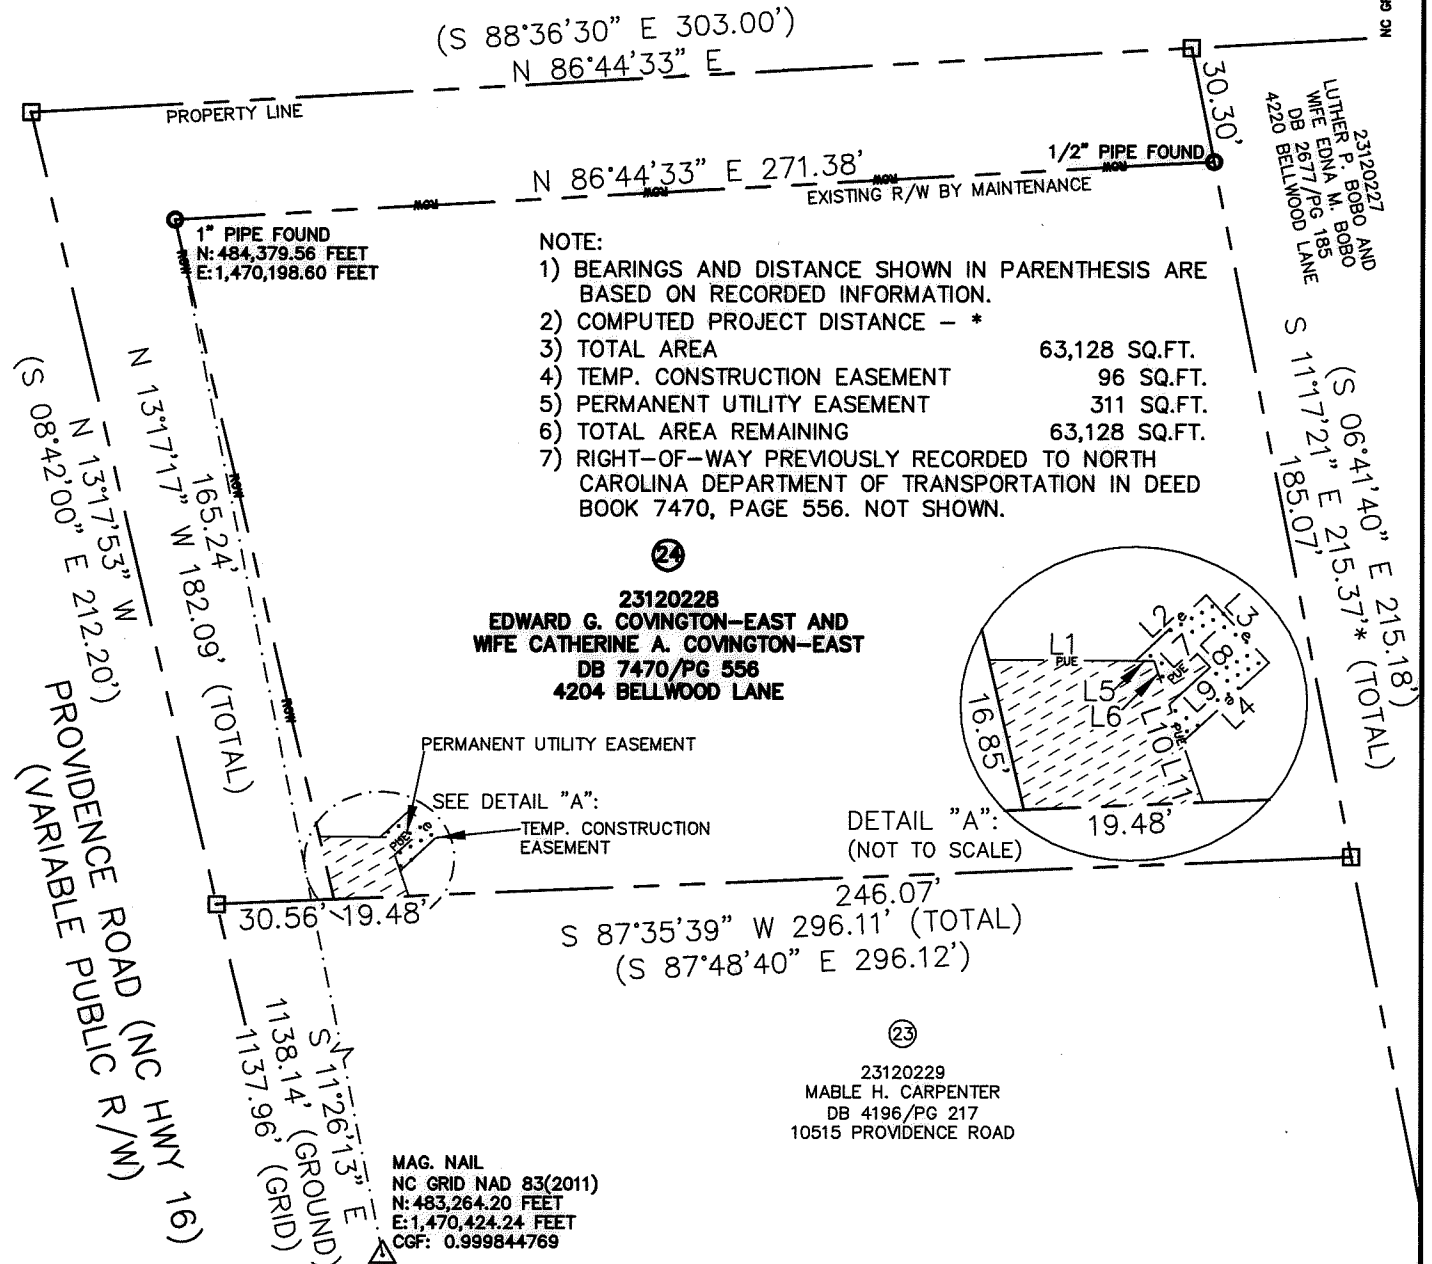 (S 88°36'30" E 303.00')
N 86°44'33" E
PROPERTY LINE
30.30'
23120227
LUTHER P. BOBO AND
WIFE EDNA M. BOBO
DB 2677/PG 185
4220 BELLWOOD LANE
1/2" PIPE FOUND
N 86°44'33" E 271.38'
EXISTING R/W BY MAINTENANCE
ROW
ROW
ROW
ROW
1" PIPE FOUND
N: 484,379.56 FEET
E: 1,470,198.60 FEET
ROW
ROW
ROW
NOTE:
1) BEARINGS AND DISTANCE SHOWN IN PARENTHESIS ARE
BASED ON RECORDED INFORMATION.
2) COMPUTED PROJECT DISTANCE – *
3) TOTAL AREA 63,128 SQ.FT.
4) TEMP. CONSTRUCTION EASEMENT 96 SQ.FT.
5) PERMANENT UTILITY EASEMENT 311 SQ.FT.
6) TOTAL AREA REMAINING 63,128 SQ.FT.
7) RIGHT–OF–WAY PREVIOUSLY RECORDED TO NORTH
CAROLINA DEPARTMENT OF TRANSPORTATION IN DEED
BOOK 7470, PAGE 556. NOT SHOWN.
(S 06°41'40" E 215.18')
S 11°17'21" E 215.37'* (TOTAL)
185.07'
165.24'
N 13°17'17" W 182.09' (TOTAL)
N 13°17'53" W
(S 08°42'00" E 212.20')
24
23120228
EDWARD G. COVINGTON–EAST AND
WIFE CATHERINE A. COVINGTON–EAST
DB 7470/PG 556
4204 BELLWOOD LANE
PROVIDENCE ROAD (NC HWY 16)
(VARIABLE PUBLIC R/W)
PERMANENT UTILITY EASEMENT
SEE DETAIL "A":
TEMP. CONSTRUCTION
EASEMENT
PUE
e
L1
PUE
L2
e
L3
e
L7
L8
PUE
L5
L6
L9
e
L4
PUE
L10
L11
16.85'
19.48'
DETAIL "A":
(NOT TO SCALE)
30.56'
19.48'
246.07'
S 87°35'39" W 296.11' (TOTAL)
(S 87°48'40" E 296.12')
S 11°26'13" E
1138.14' (GROUND)
1137.96' (GRID)
23
23120229
MABLE H. CARPENTER
DB 4196/PG 217
10515 PROVIDENCE ROAD
MAG. NAIL
NC GRID NAD 83(2011)
N: 483,264.20 FEET
E: 1,470,424.24 FEET
CGF: 0.999844769